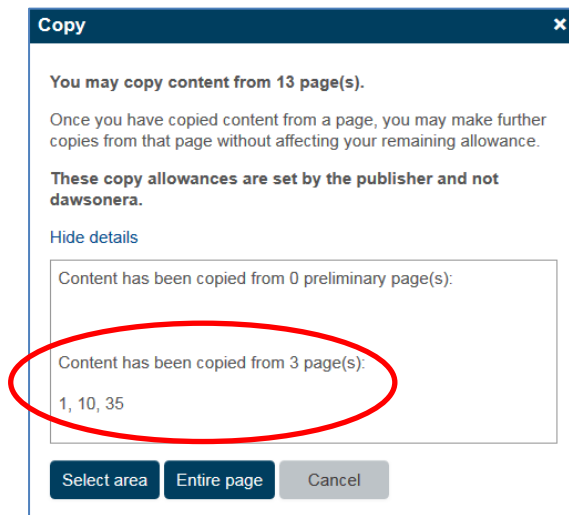 Copy ×
You may copy content from 13 page(s).
Once you have copied content from a page, you may make further
copies from that page without affecting your remaining allowance.
These copy allowances are set by the publisher and not
dawsonera.
Hide details
Content has been copied from 0 preliminary page(s):
Content has been copied from 3 page(s):
1, 10, 35
Select area Entire page Cancel